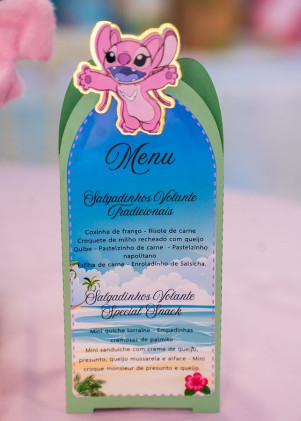 Menu
Salgadinhos Volante
Tradicionais
Coxinha de frango - Risole de carne
Croquete de milho recheado com queijo
Quibe - Pastelzinho de carne - Pastelzinho
napolitano
de carne - Enroladinho de Salsicha.
Salgadinhos Volante
Special Snack
Mini quiche lorraine - Empadinhas
cremosas de palmito
Mini sanduíche com creme de queijo,
presunto, queijo mussarela e alface - Mini
croque monsieur de presunto e queijo.